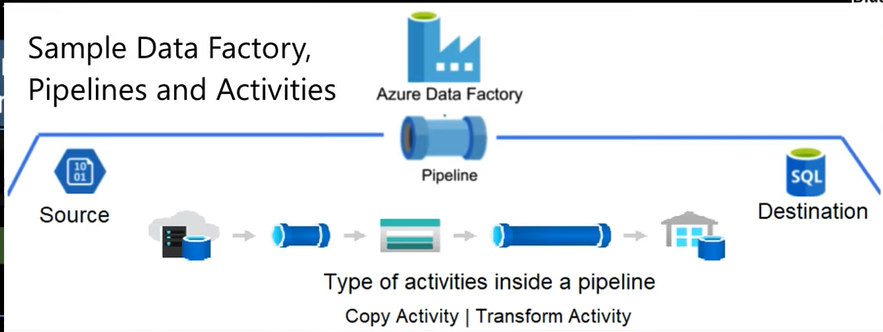 Sample Data Factory,
Pipelines and Activities
Azure Data Factory
Pipeline
10
01
Source
SQL
Destination
Type of activities inside a pipeline
Copy Activity | Transform Activity